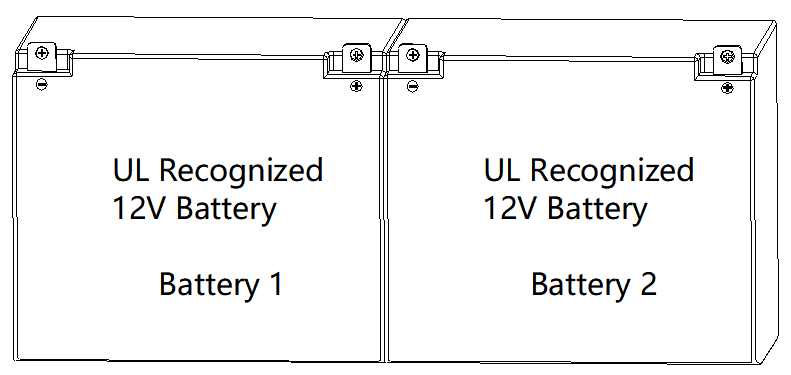 UL Recognized
12V Battery
Battery 1
UL Recognized
12V Battery
Battery 2